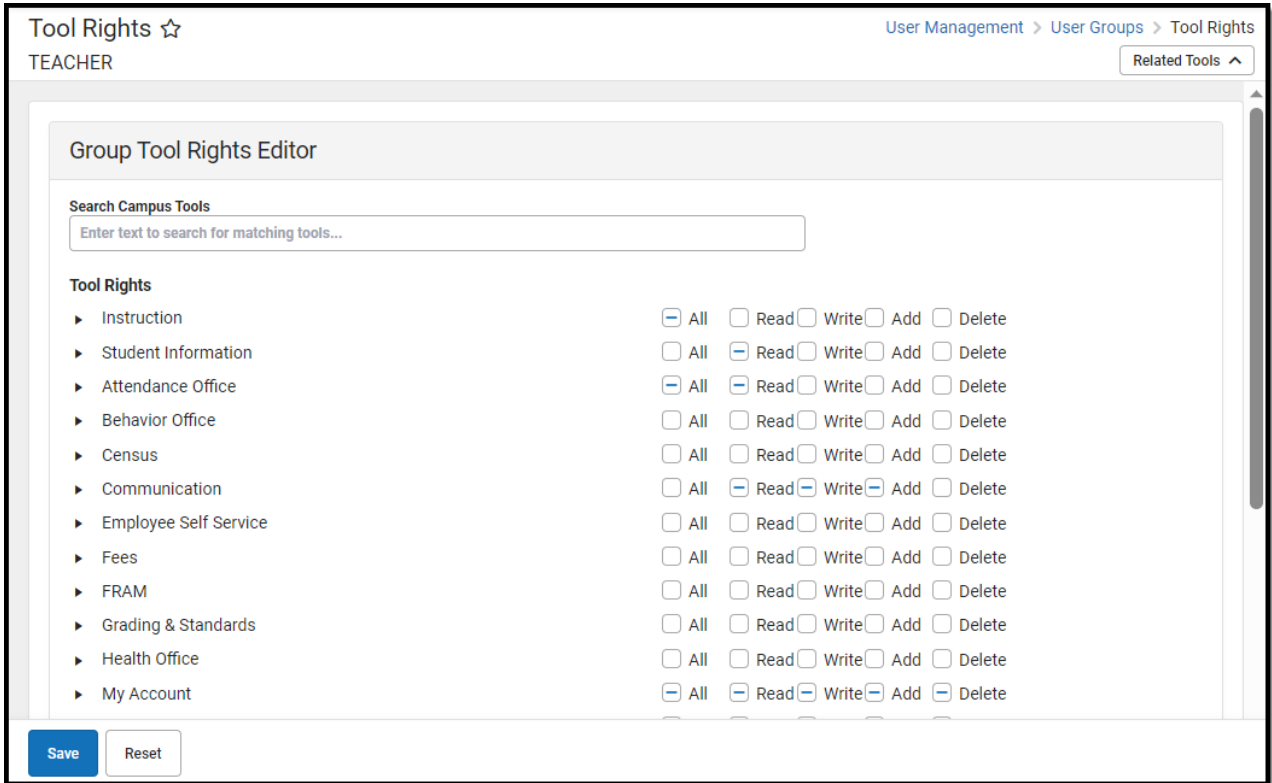 Tool Rights
User Management > User Groups > Tool Rights
TEACHER
Related Tools
Group Tool Rights Editor
Search Campus Tools
Enter text to search for matching tools...
Tool Rights
Instruction All Read Write Add Delete
Student Information All Read Write Add Delete
Attendance Office All Read Write Add Delete
Behavior Office All Read Write Add Delete
Census All Read Write Add Delete
Communication All Read Write Add Delete
Employee Self Service All Read Write Add Delete
Fees All Read Write Add Delete
FRAM All Read Write Add Delete
Grading & Standards All Read Write Add Delete
Health Office All Read Write Add Delete
My Account All Read Write Add Delete
Save Reset